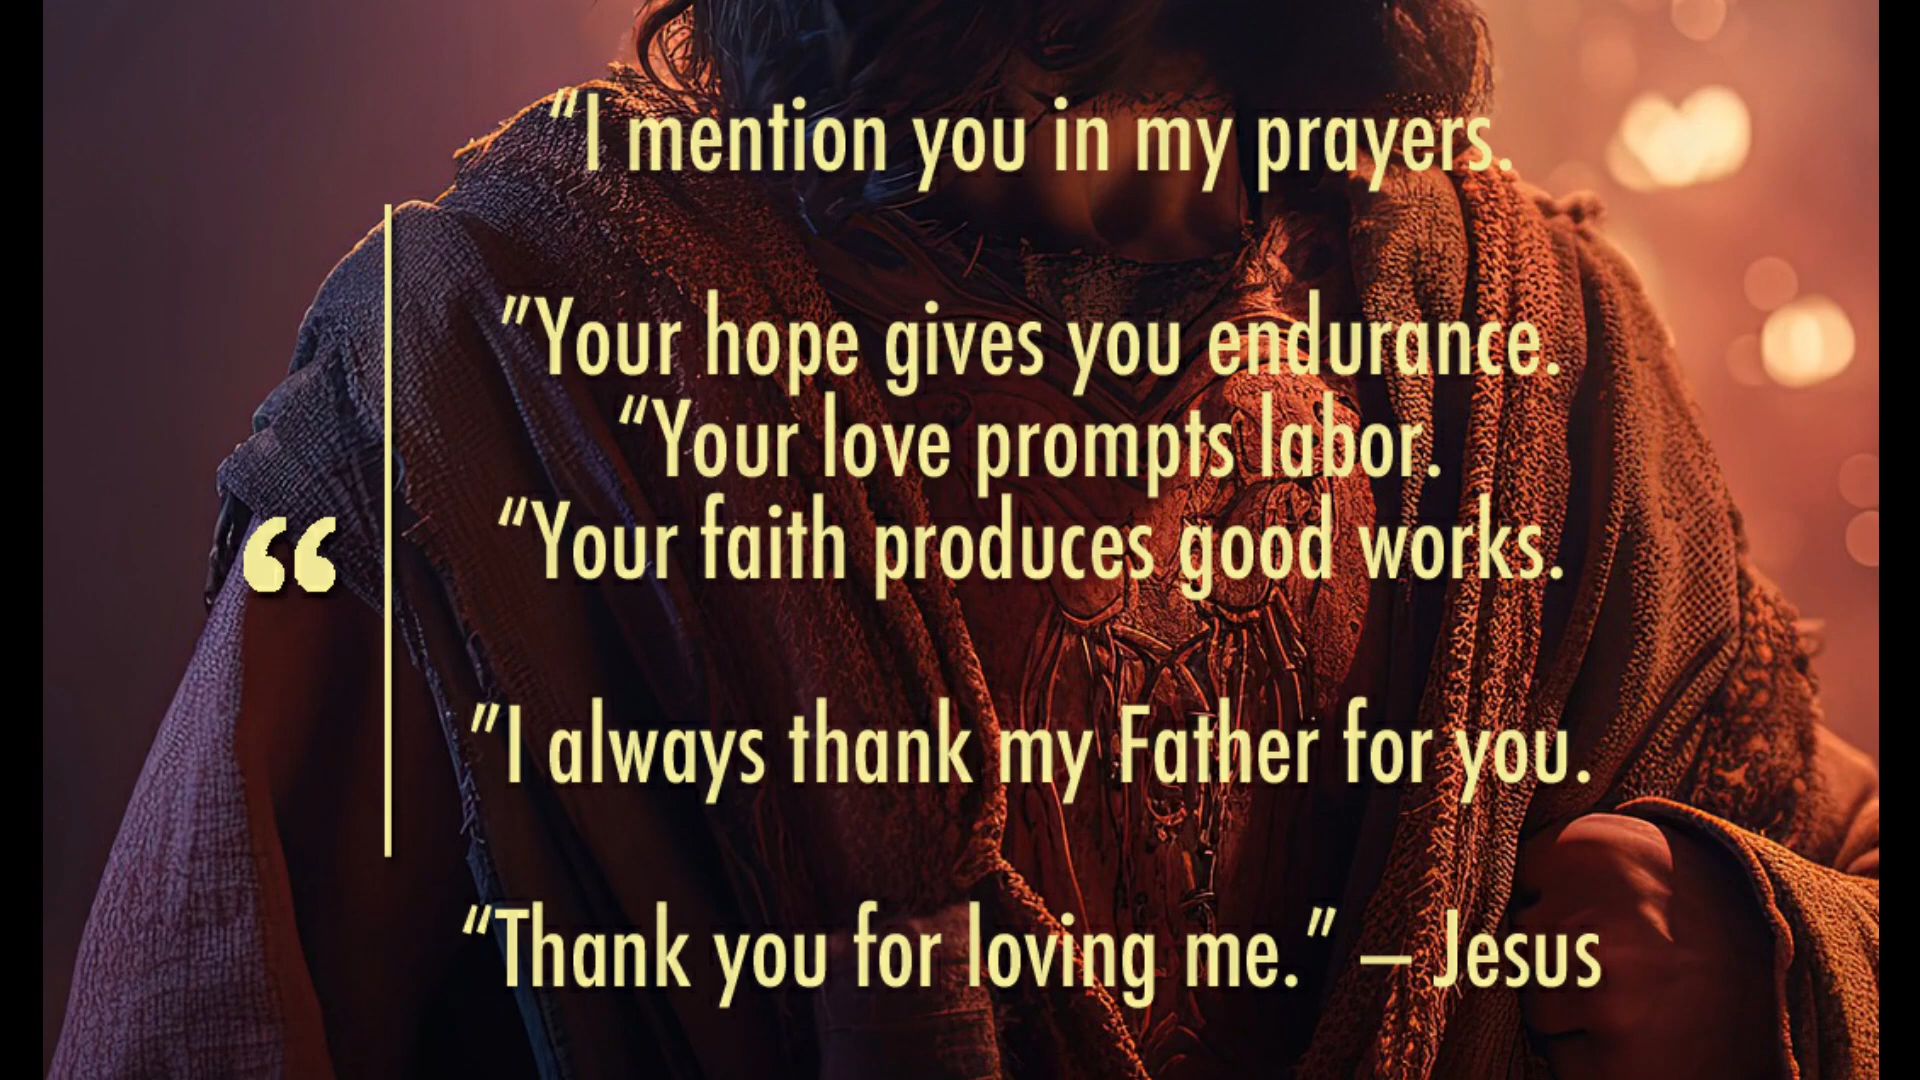 “I mention you in my prayers.
”Your hope gives you endurance.
“Your love prompts labor.
“Your faith produces good works.
“
”I always thank my Father for you.
“Thank you for loving me.” – Jesus